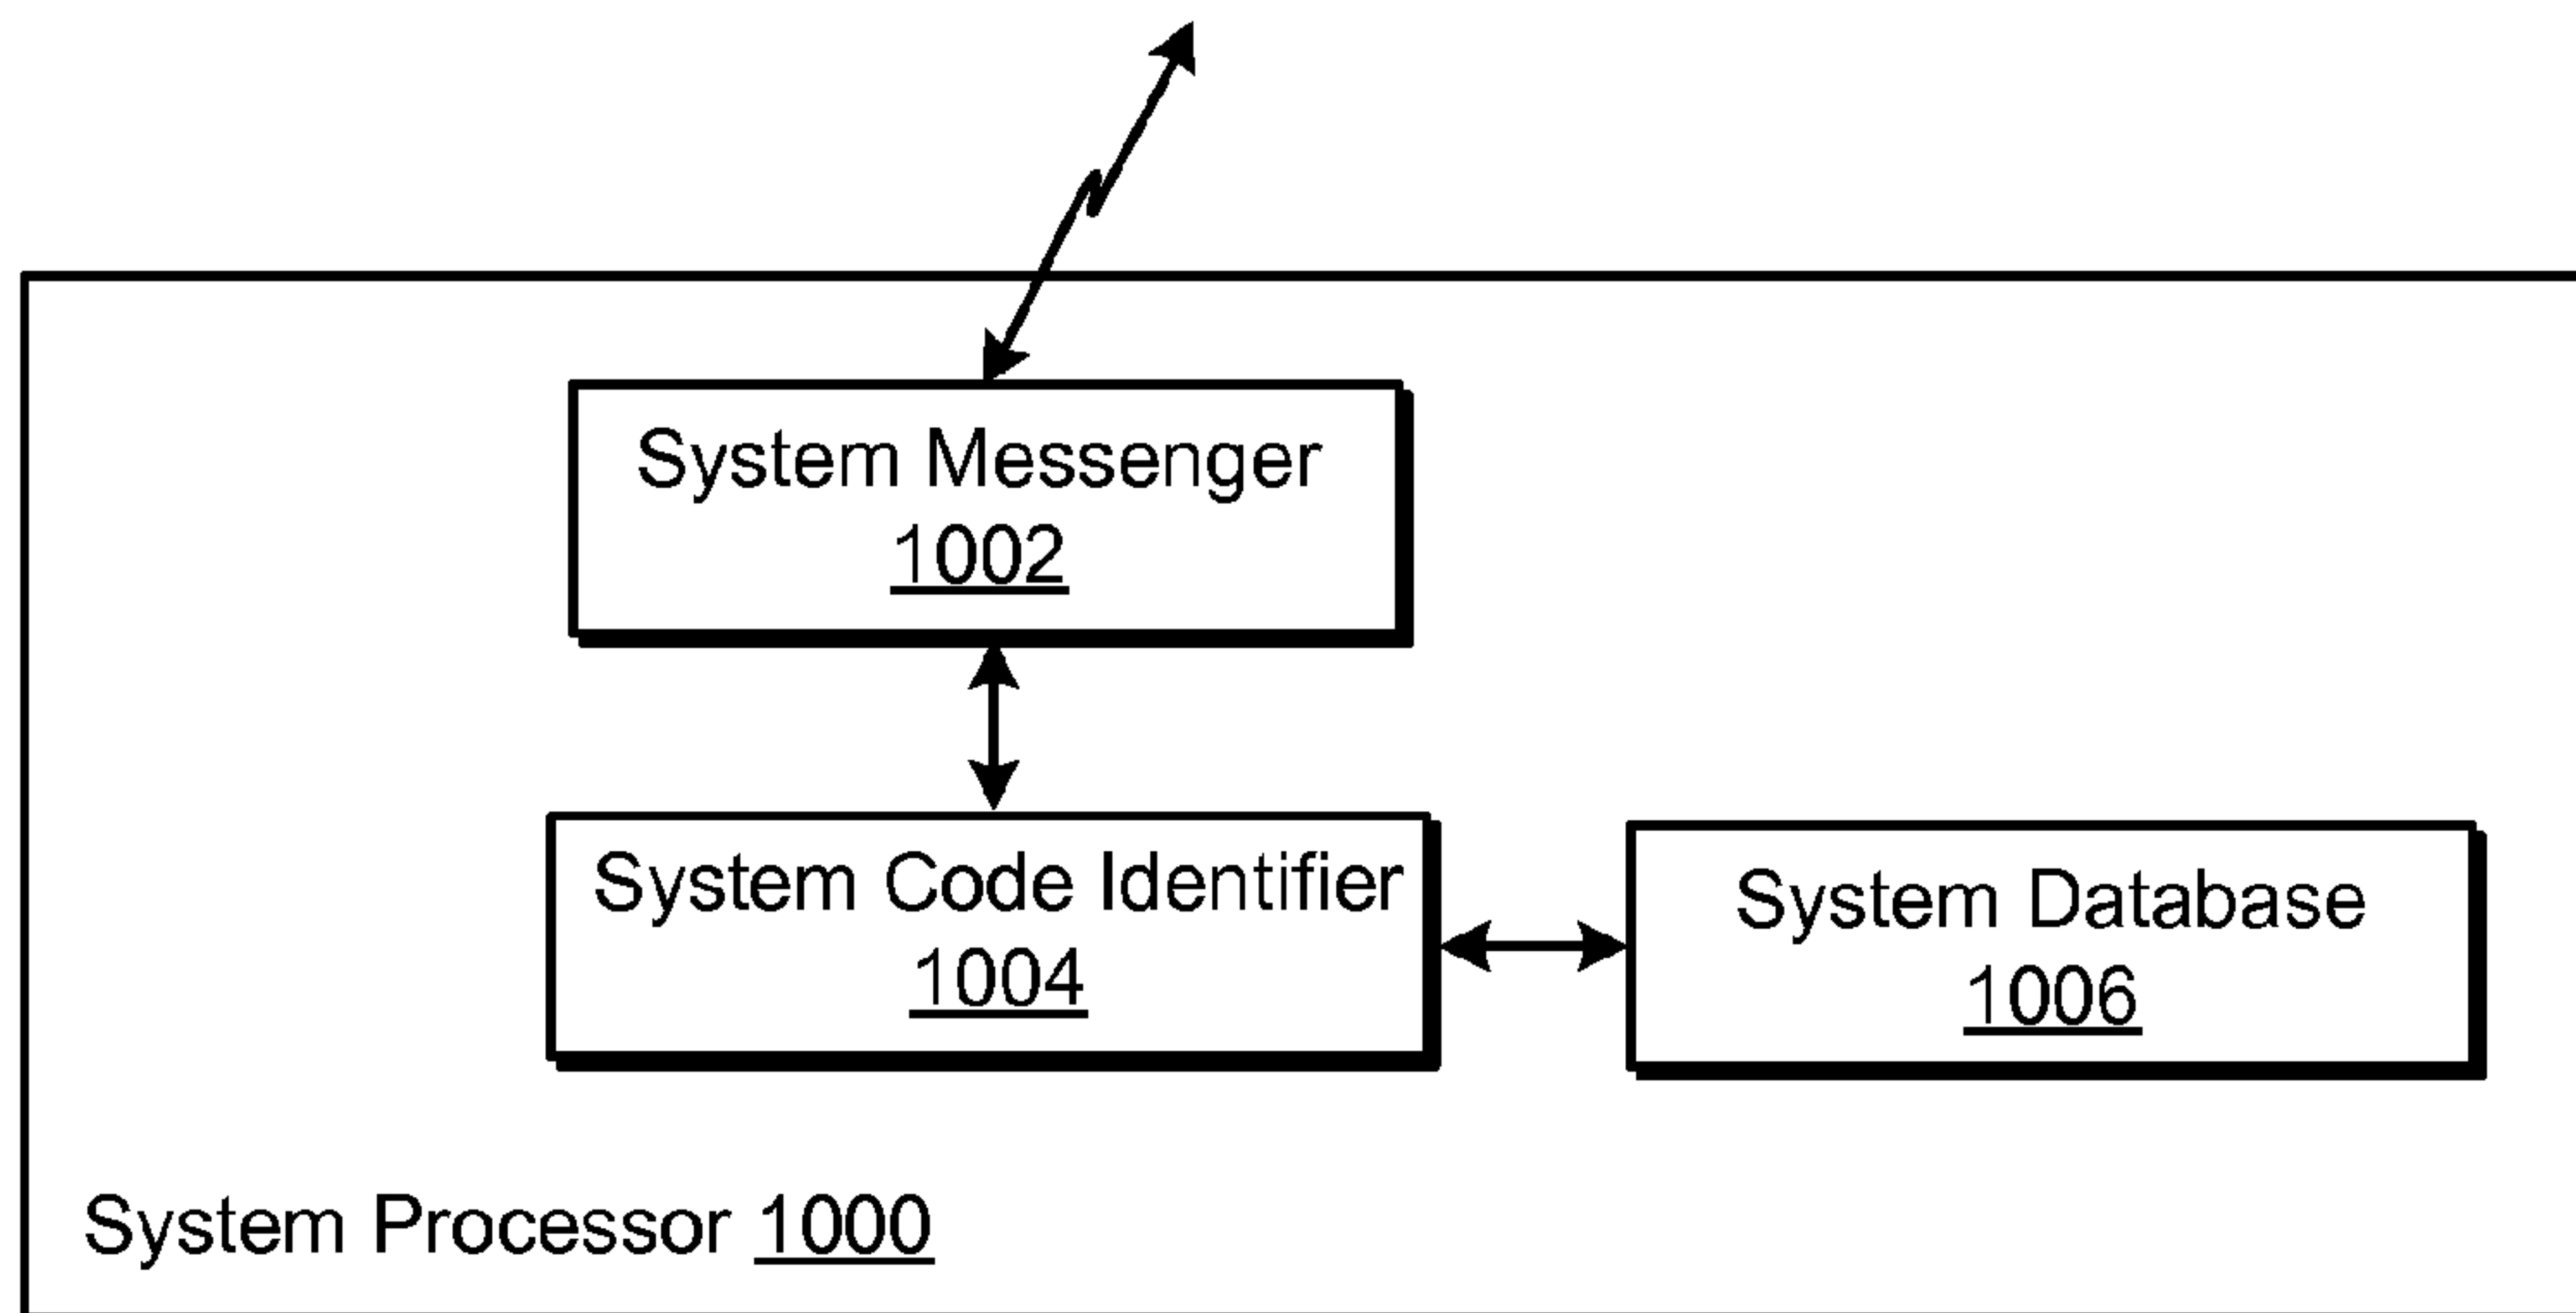 System Messenger
1002
System Code Identifier
1004
System Database
1006
System Processor 1000